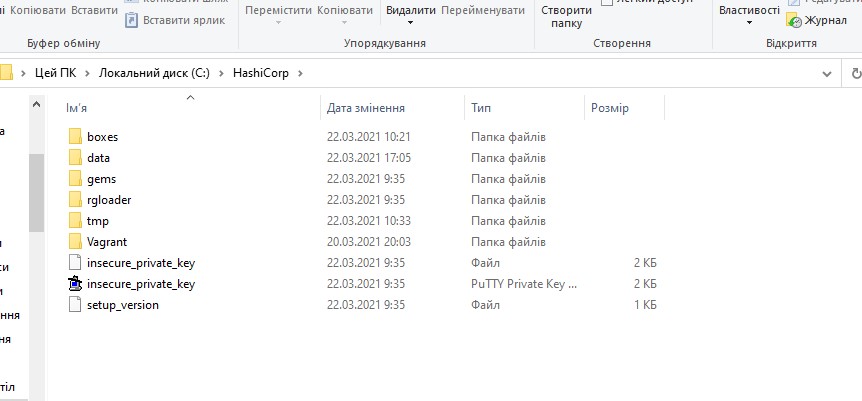 Копіювати шлях
Вставити ярлик
Копіювати Вставити
Буфер обміну
Перемістити Копіювати
Видалити Перейменувати
Упорядкування
Створити папку
Легкий доступ
Створення
Властивості
Редагувати
Журнал
Відкриття
Цей ПК > Локальний диск (C:) > HashiCorp >
Ім'я Дата змінення Тип Розмір
boxes 22.03.2021 10:21 Папка файлів
data 22.03.2021 17:05 Папка файлів
gems 22.03.2021 9:35 Папка файлів
rgloader 22.03.2021 9:35 Папка файлів
tmp 22.03.2021 10:33 Папка файлів
Vagrant 20.03.2021 20:03 Папка файлів
insecure_private_key 22.03.2021 9:35 Файл 2 КБ
insecure_private_key 22.03.2021 9:35 PuTTY Private Key ... 2 КБ
setup_version 22.03.2021 9:35 Файл 1 КБ